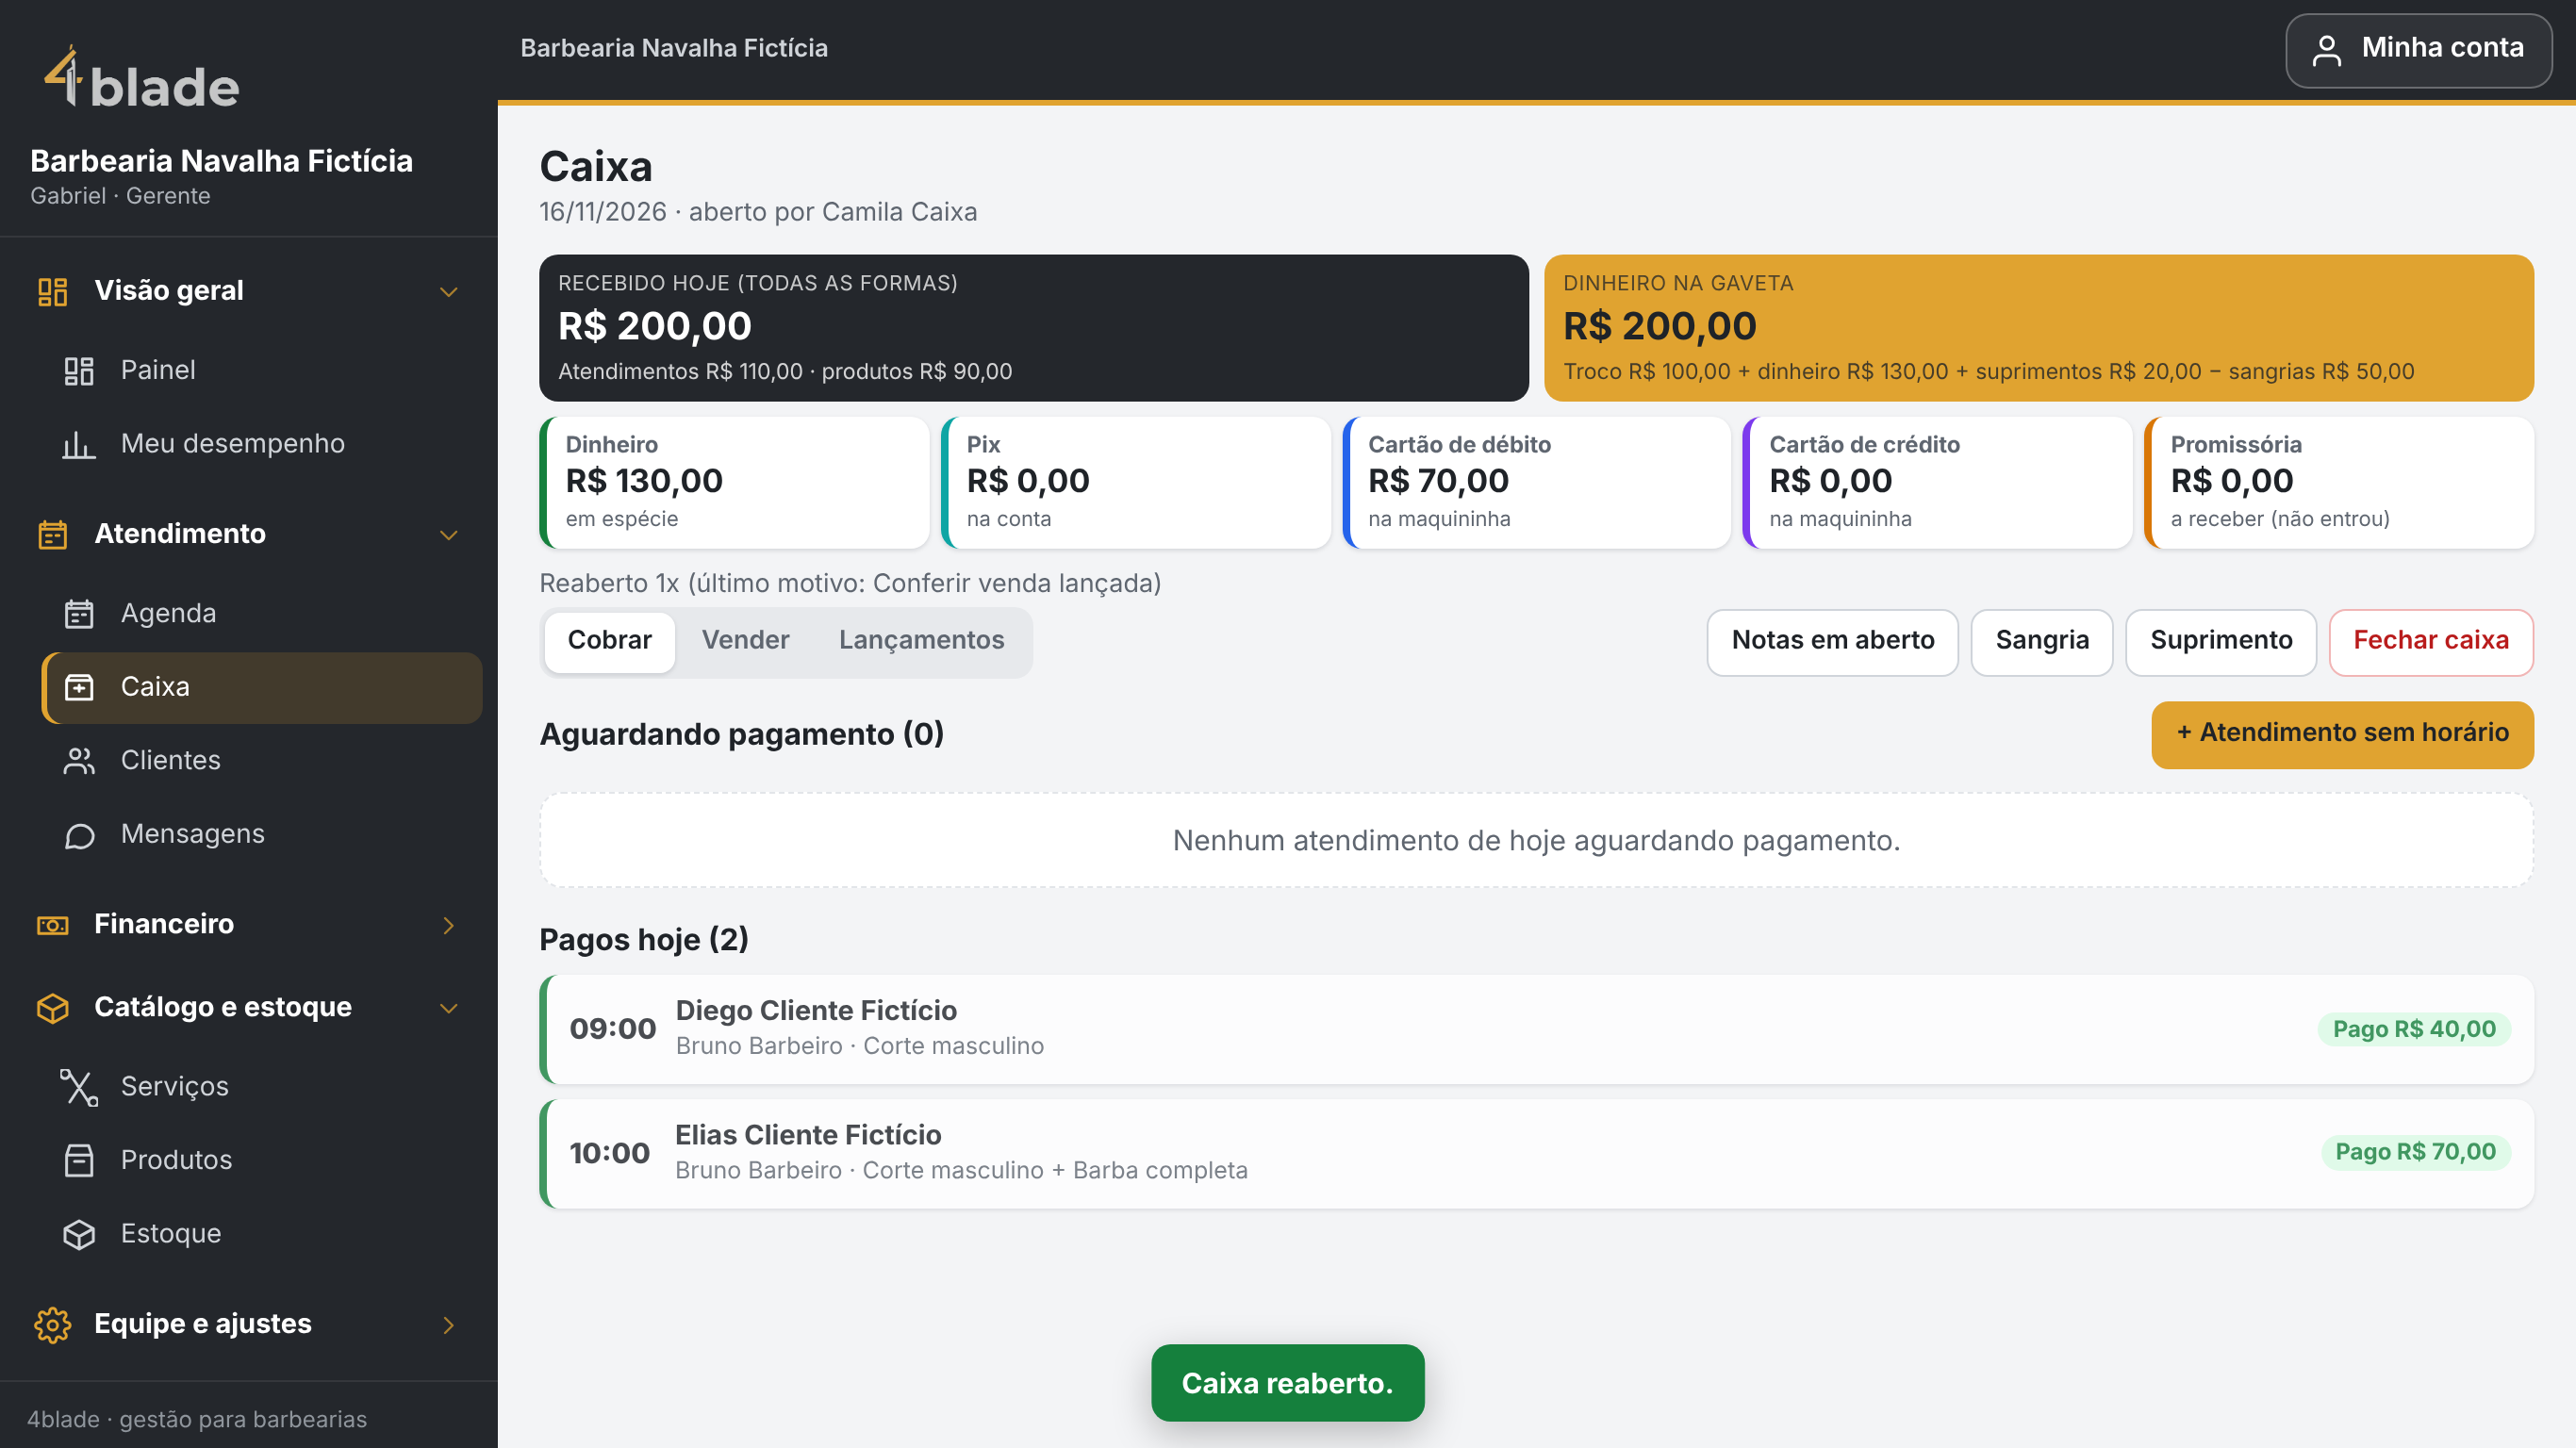 4blade
Barbearia Navalha Fictícia
Gabriel · Gerente
Visão geral
Painel
Meu desempenho
Atendimento
Agenda
Caixa
Clientes
Mensagens
Financeiro
Catálogo e estoque
Serviços
Produtos
Estoque
Equipe e ajustes
4blade · gestão para barbearias
Barbearia Navalha Fictícia
Minha conta
Caixa
16/11/2026 · aberto por Camila Caixa
RECEBIDO HOJE (TODAS AS FORMAS)
R$ 200,00
Atendimentos R$ 110,00 · produtos R$ 90,00
DINHEIRO NA GAVETA
R$ 200,00
Troco R$ 100,00 + dinheiro R$ 130,00 + suprimentos R$ 20,00 − sangrias R$ 50,00
Dinheiro
R$ 130,00
em espécie
Pix
R$ 0,00
na conta
Cartão de débito
R$ 70,00
na maquininha
Cartão de crédito
R$ 0,00
na maquininha
Promissória
R$ 0,00
a receber (não entrou)
Reaberto 1x (último motivo: Conferir venda lançada)
Cobrar Vender Lançamentos
Notas em aberto Sangria Suprimento Fechar caixa
Aguardando pagamento (0)
+ Atendimento sem horário
Nenhum atendimento de hoje aguardando pagamento.
Pagos hoje (2)
09:00
Diego Cliente Fictício
Bruno Barbeiro · Corte masculino
Pago R$ 40,00
10:00
Elias Cliente Fictício
Bruno Barbeiro · Corte masculino + Barba completa
Pago R$ 70,00
Caixa reaberto.